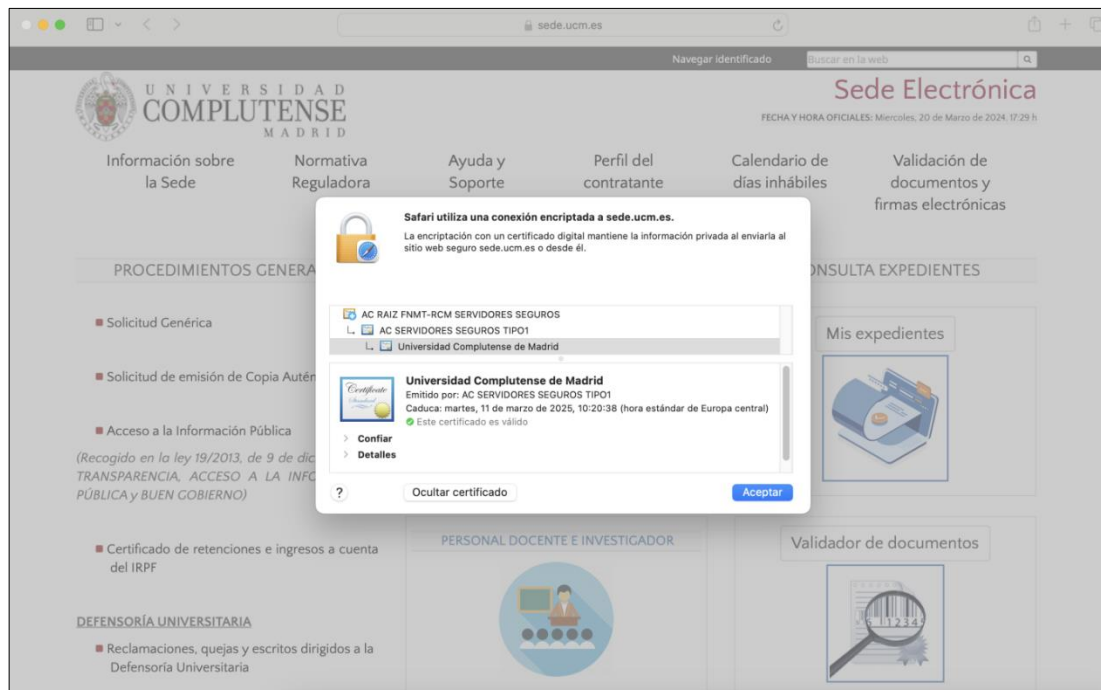 sede.ucm.es
Navegar identificado
Buscar en la web
UNIVERSIDAD
COMPLUTENSE
MADRID
Sede Electrónica
FECHA Y HORA OFICIALES: Miercoles, 20 de Marzo de 2024, 17:29 h
Información sobre
la Sede
Normativa
Reguladora
Ayuda y
Soporte
Perfil del
contratante
Calendario de
días inhábiles
Validación de
documentos y
firmas electrónicas
Safari utiliza una conexión encriptada a sede.ucm.es.
La encriptación con un certificado digital mantiene la información privada al enviarla al
sitio web seguro sede.ucm.es o desde él.
AC RAIZ FNMT-RCM SERVIDORES SEGUROS
AC SERVIDORES SEGUROS TIPO1
Universidad Complutense de Madrid
Certificate
Standard
Universidad Complutense de Madrid
Emitido por: AC SERVIDORES SEGUROS TIPO1
Caduca: martes, 11 de marzo de 2025, 10:20:38 (hora estándar de Europa central)
Este certificado es válido
Confiar
Detalles
?
Ocultar certificado
Aceptar
PROCEDIMIENTOS GENERA
Solicitud Genérica
Solicitud de emisión de Copia Autén
Acceso a la Información Pública
(Recogido en la ley 19/2013, de 9 de dic
TRANSPARENCIA, ACCESO A LA INFO
PÚBLICA y BUEN GOBIERNO)
Certificado de retenciones e ingresos a cuenta
del IRPF
DEFENSORÍA UNIVERSITARIA
Reclamaciones, quejas y escritos dirigidos a la
Defensoría Universitaria
PERSONAL DOCENTE E INVESTIGADOR
ONSULTA EXPEDIENTES
Mis expedientes
Validador de documentos